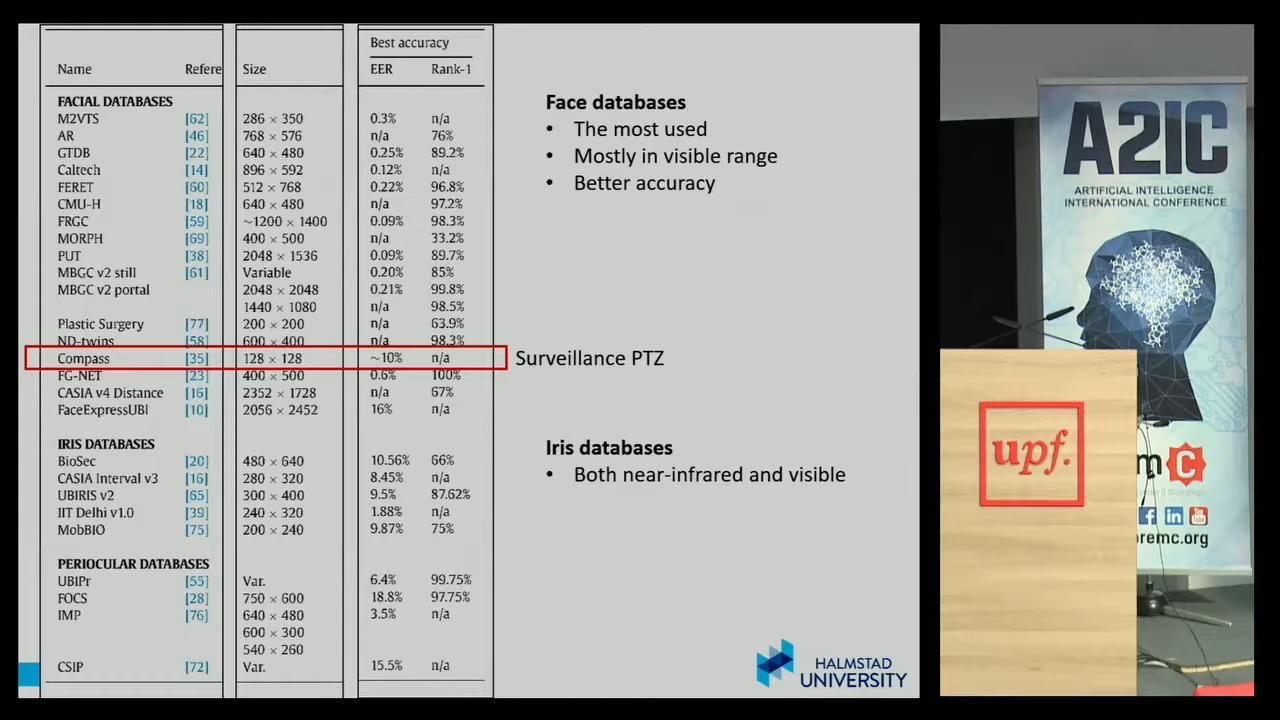 Best accuracy
Name Refere Size EER Rank-1
FACIAL DATABASES
M2VTS [62] 286 × 350 0.3% n/a
AR [46] 768 × 576 n/a 76%
GTDB [22] 640 × 480 0.25% 89.2%
Caltech [14] 896 × 592 0.12% n/a
FERET [60] 512 × 768 0.22% 96.8%
CMU-H [18] 640 × 480 n/a 97.2%
FRGC [59] ~1200 × 1400 0.09% 98.3%
MORPH [69] 400 × 500 n/a 33.2%
PUT [38] 2048 × 1536 0.09% 89.7%
MBGC v2 still [61] Variable 0.20% 85%
MBGC v2 portal 2048 × 2048 0.21% 99.8%
1440 × 1080 n/a 98.5%
Plastic Surgery [77] 200 × 200 n/a 63.9%
ND-twins [58] 600 × 400 n/a 98.3%
Compass [35] 128 × 128 ~10% n/a
FG-NET [23] 400 × 500 0.6% 100%
CASIA v4 Distance [16] 2352 × 1728 n/a 67%
FaceExpressUBI [10] 2056 × 2452 16% n/a
IRIS DATABASES
BioSec [20] 480 × 640 10.56% 66%
CASIA Interval v3 [16] 280 × 320 8.45% n/a
UBIRIS v2 [65] 300 × 400 9.5% 87.62%
IIT Delhi v1.0 [39] 240 × 320 1.88% n/a
MobBIO [75] 200 × 240 9.87% 75%
PERIOCULAR DATABASES
UBIPr [55] Var. 6.4% 99.75%
FOCS [28] 750 × 600 18.8% 97.75%
IMP [76] 640 × 480 3.5% n/a
600 × 300
540 × 260
CSIP [72] Var. 15.5% n/a
Face databases
• The most used
• Mostly in visible range
• Better accuracy
Surveillance PTZ
Iris databases
• Both near-infrared and visible
HALMSTAD
UNIVERSITY
A2IC
ARTIFICIAL INTELLIGENCE
INTERNATIONAL CONFERENCE
upf.
m C
f in You Tube
remc.org